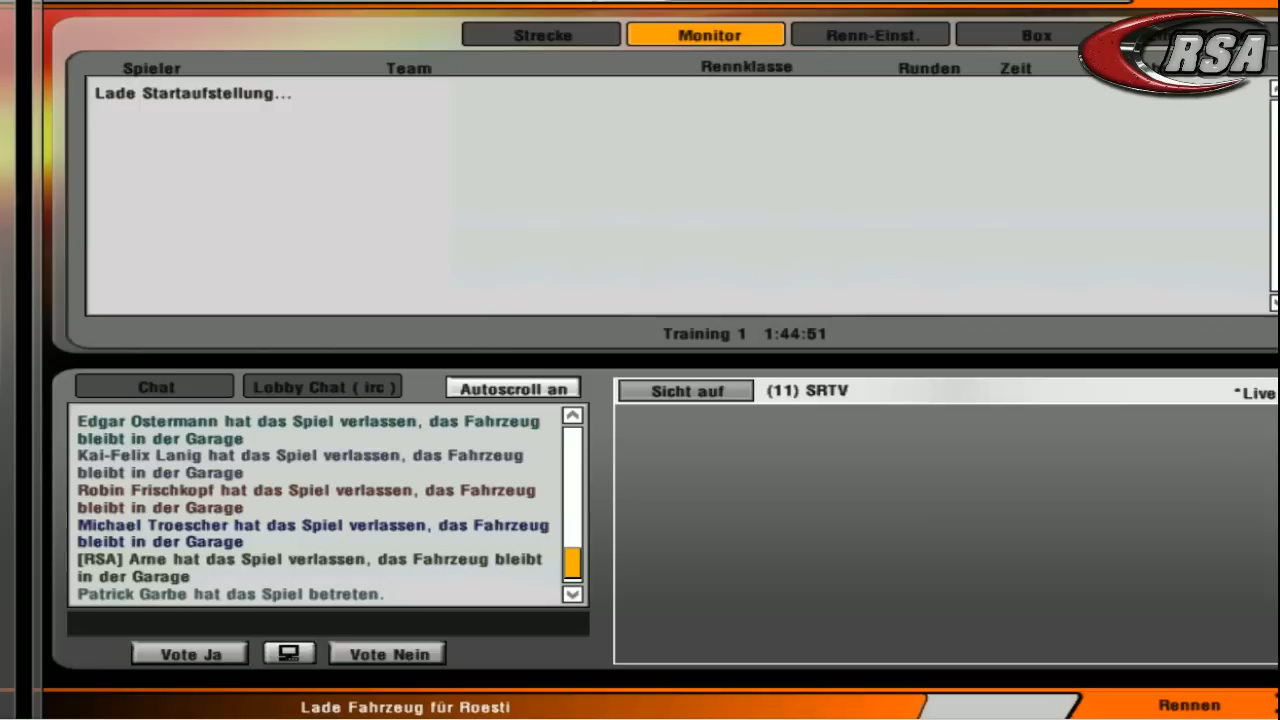 Strecke Monitor Renn-Einst. Box
RSA
Spieler Team Rennklasse Runden Zeit
Lade Startaufstellung...
Training 1 1:44:51
Chat Lobby Chat ( irc ) Autoscroll an
Edgar Ostermann hat das Spiel verlassen, das Fahrzeug
bleibt in der Garage
Kai-Felix Lanig hat das Spiel verlassen, das Fahrzeug
bleibt in der Garage
Robin Frischkopf hat das Spiel verlassen, das Fahrzeug
bleibt in der Garage
Michael Troescher hat das Spiel verlassen, das Fahrzeug
bleibt in der Garage
[RSA] Arne hat das Spiel verlassen, das Fahrzeug bleibt
in der Garage
Patrick Garbe hat das Spiel betreten.
Vote Ja Vote Nein
Sicht auf (11) SRTV *Live
Lade Fahrzeug für Roesti
Rennen